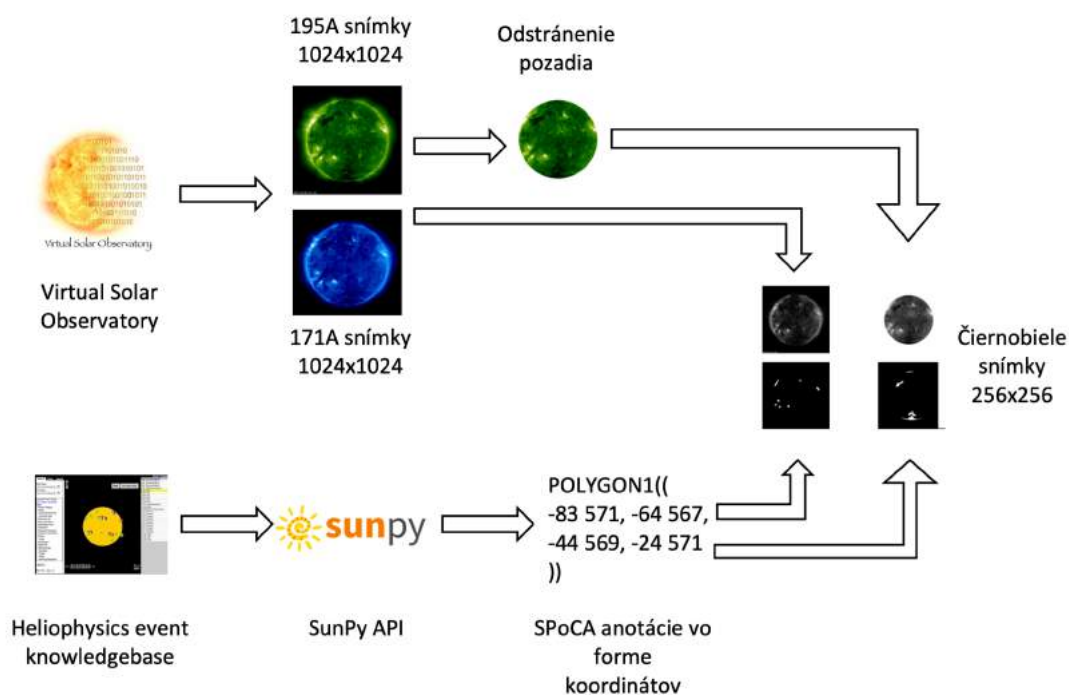 195A snímky
1024x1024
Odstránenie
pozadia
Virtual Solar Observatory
Virtual Solar
Observatory
171A snímky
1024x1024
Čiernobiele
snímky
256x256
sunpy
POLYGON1((
-83 571, -64 567,
-44 569, -24 571
))
Heliophysics event
knowledgebase
SunPy API
SPoCA anotácie vo
forme
koordinátov